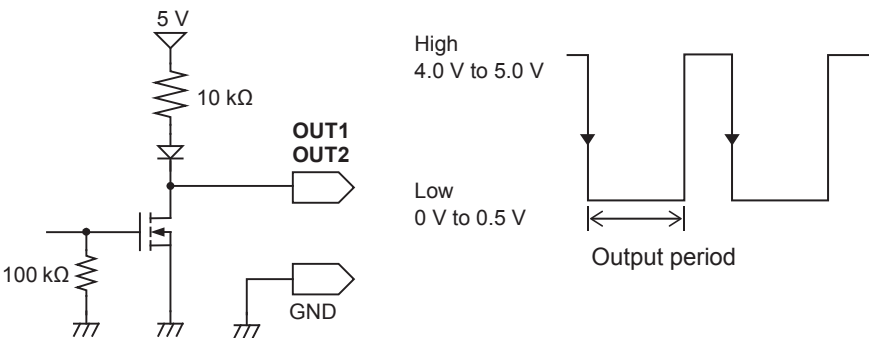 5 V
10 kΩ
OUT1
OUT2
100 kΩ
GND
High
4.0 V to 5.0 V
Low
0 V to 0.5 V
Output period